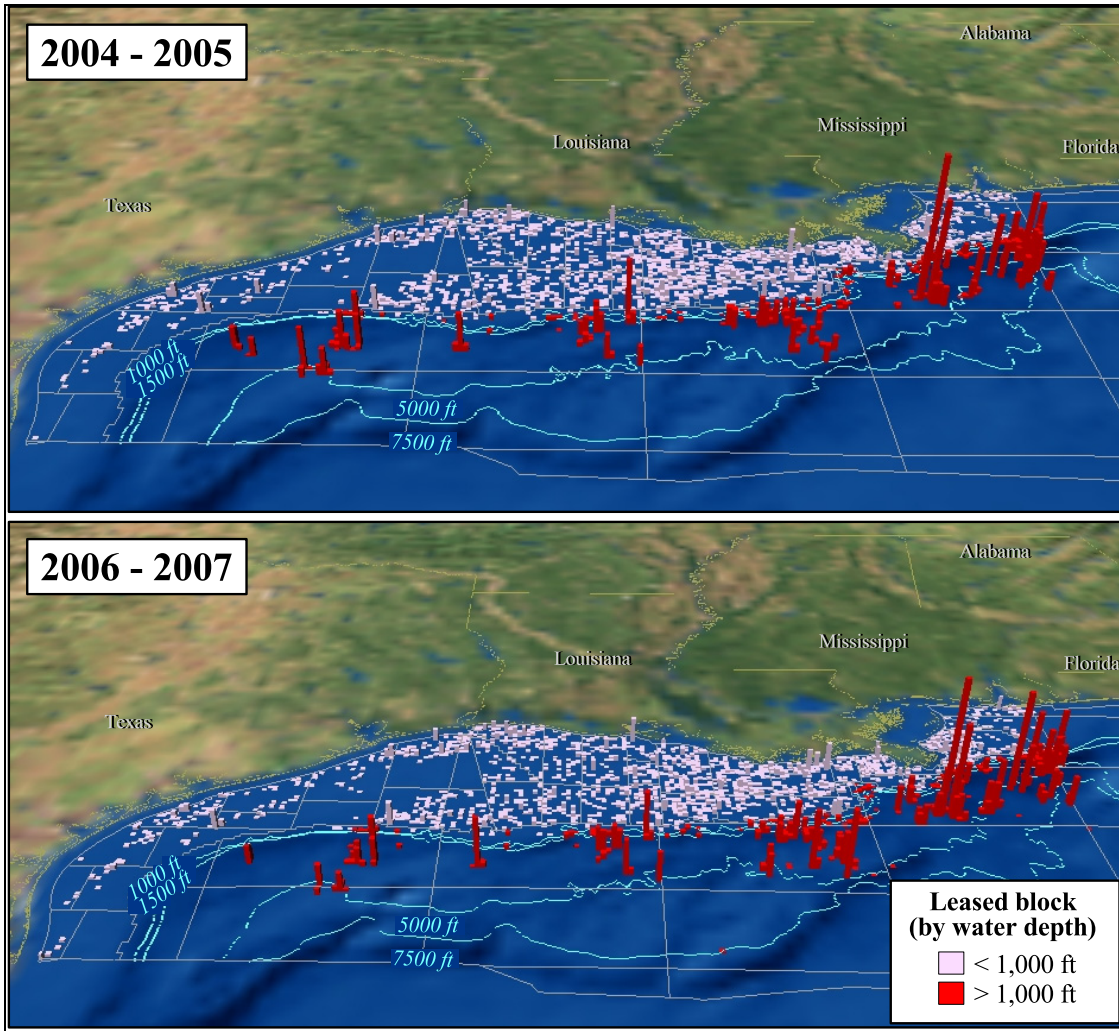 2004 - 2005
Alabama
Mississippi
Louisiana
Florida
Texas
1000 ft
1500 ft
5000 ft
7500 ft
2006 - 2007
Alabama
Mississippi
Louisiana
Florida
Texas
1000 ft
1500 ft
5000 ft
7500 ft
Leased block
(by water depth)
< 1,000 ft
> 1,000 ft